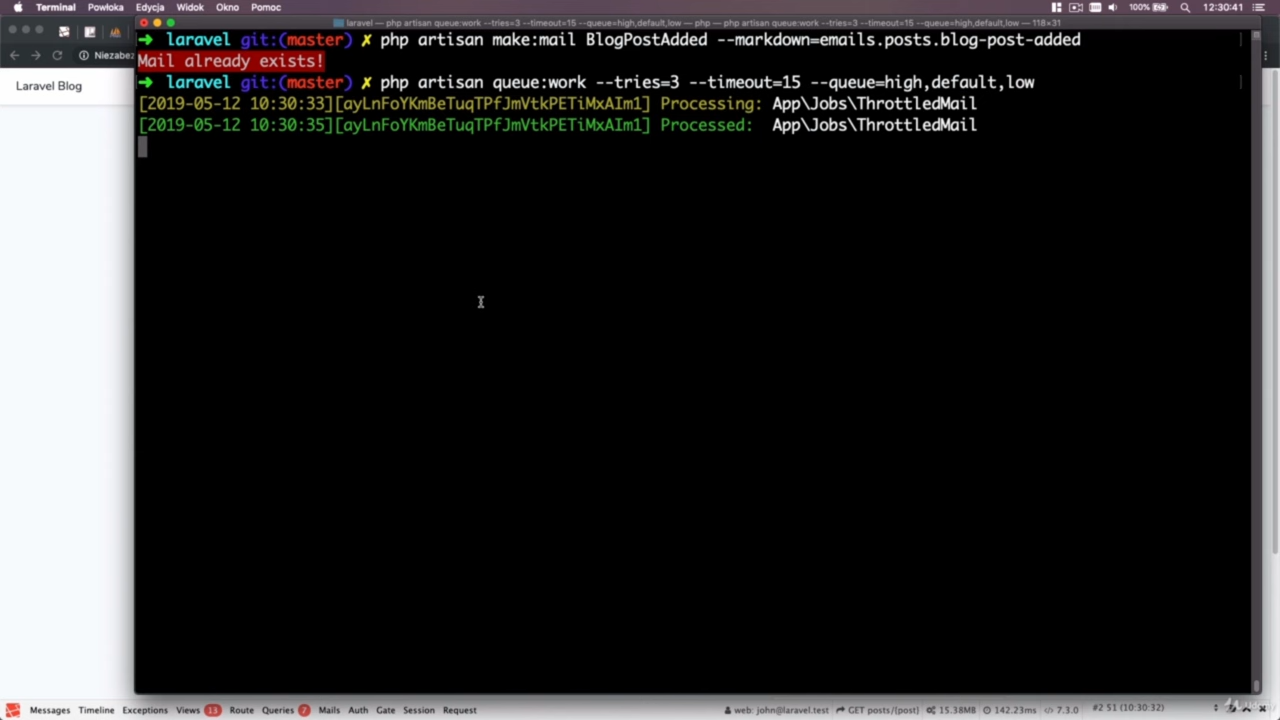 Terminal Powłoka Edycja Widok Okno Pomoc 100% 12:30:41
laravel — php artisan queue:work --tries=3 --timeout=15 --queue=high,default,low — php — php artisan queue:work --tries=3 --timeout=15 --queue=high,default,low — 118×31
➜ laravel git:(master) ✗ php artisan make:mail BlogPostAdded --markdown=emails.posts.blog-post-added
Niezabez
Mail already exists!
Laravel Blog
➜ laravel git:(master) ✗ php artisan queue:work --tries=3 --timeout=15 --queue=high,default,low
[2019-05-12 10:30:33][ayLnFoYKmBeTuqTPfJmVtkPETiMxAIm1] Processing: App\Jobs\ThrottledMail
[2019-05-12 10:30:35][ayLnFoYKmBeTuqTPfJmVtkPETiMxAIm1] Processed: App\Jobs\ThrottledMail
Messages Timeline Exceptions Views 13 Route Queries 7 Mails Auth Gate Session Request web: john@laravel.test GET posts/{post} 15.38MB 142.23ms 7.3.0 #2 51 (10:30:32)